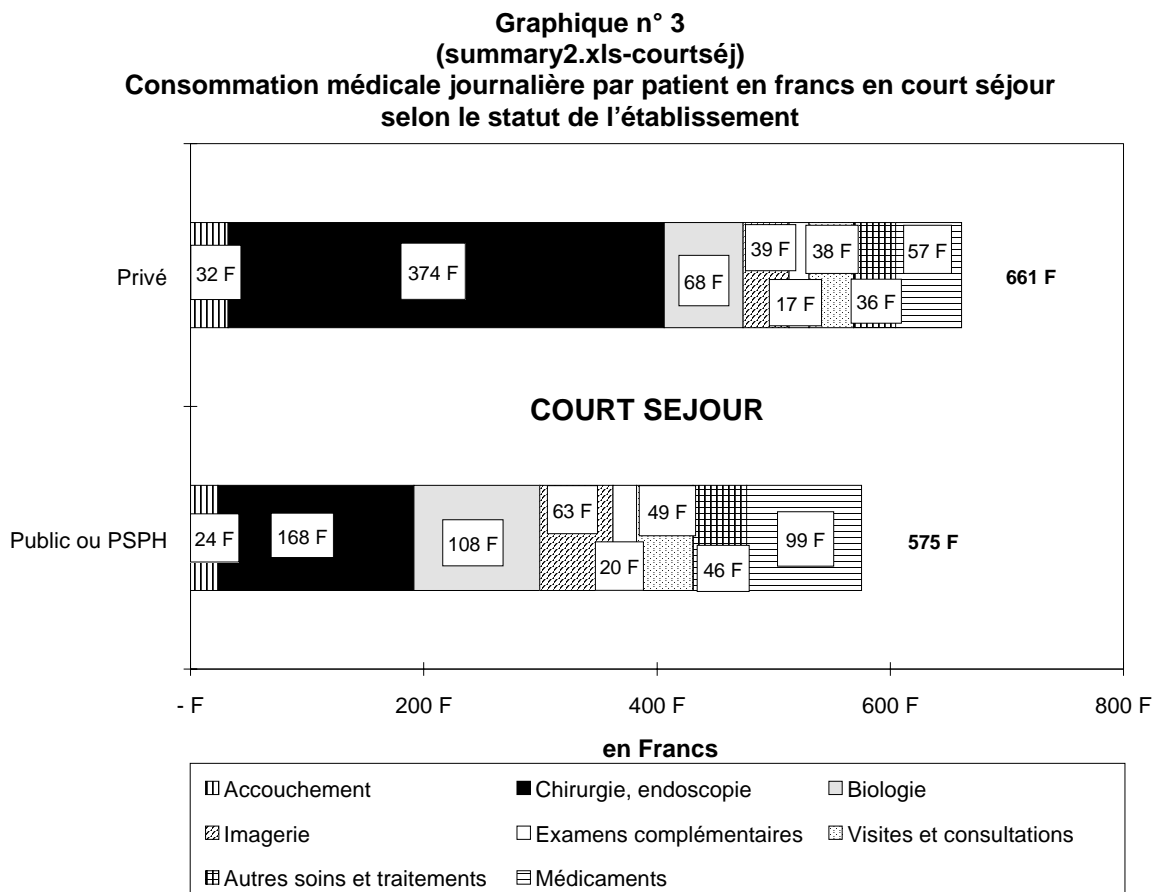 Graphique n° 3
(summary2.xls-courtséj)
Consommation médicale journalière par patient en francs en court séjour
selon le statut de l'établissement
Privé
32 F
374 F
68 F
39 F
17 F
38 F
36 F
57 F
661 F
COURT SEJOUR
Public ou PSPH
24 F
168 F
108 F
63 F
20 F
49 F
46 F
99 F
575 F
- F
200 F
400 F
600 F
800 F
en Francs
Accouchement
Chirurgie, endoscopie
Biologie
Imagerie
Examens complémentaires
Visites et consultations
Autres soins et traitements
Médicaments